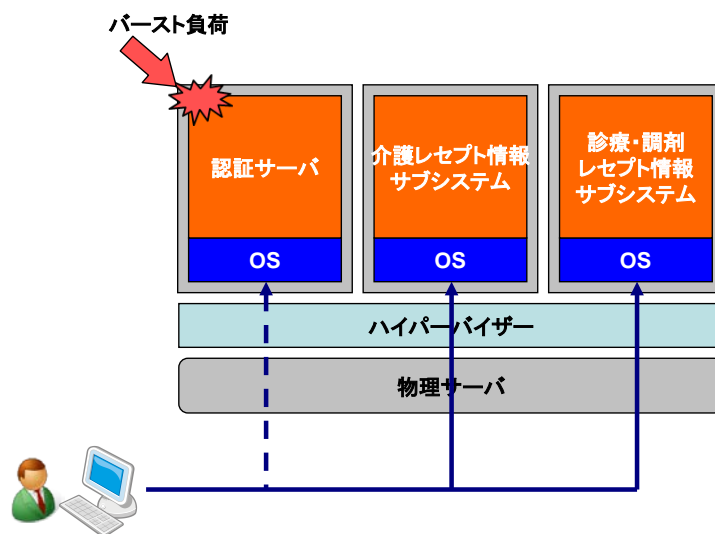 バースト負荷
認証サーバ
介護レセプト情報
サブシステム
診療・調剤
レセプト情報
サブシステム
OS
OS
OS
ハイパーバイザー
物理サーバ